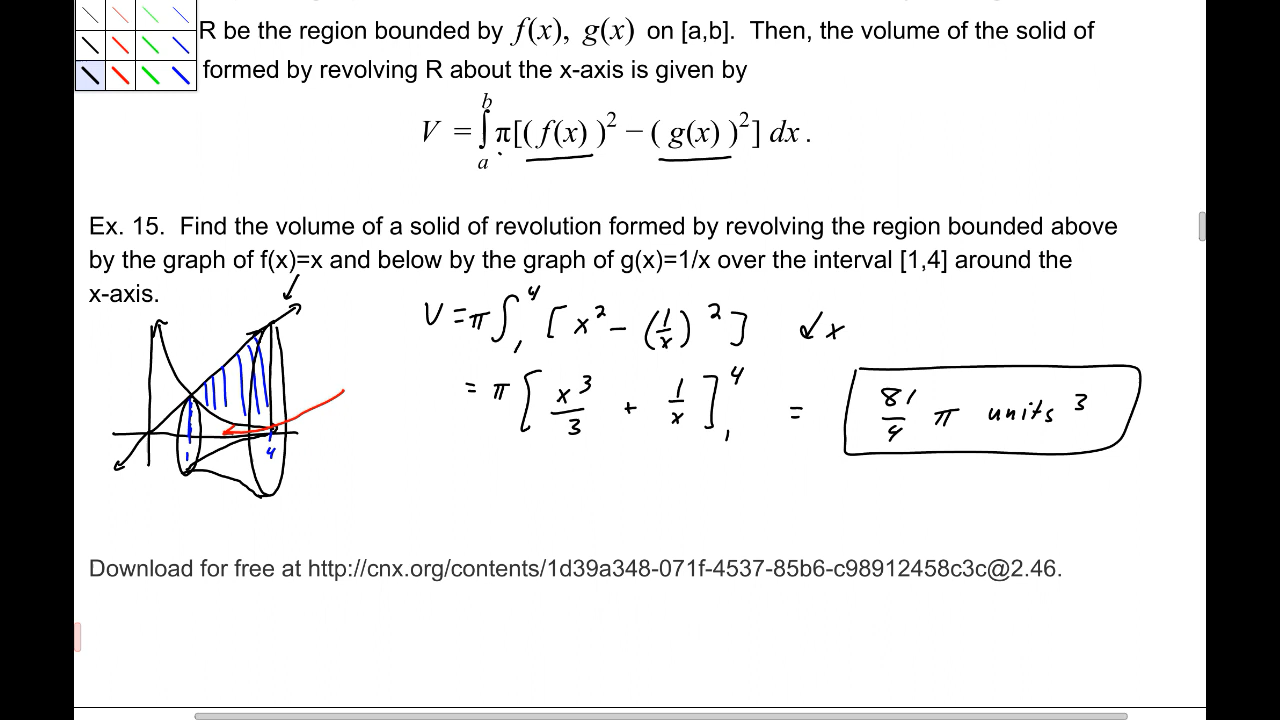 R be the region bounded by f(x), g(x) on [a,b]. Then, the volume of the solid of
formed by revolving R about the x-axis is given by
V = ∫_a^b π[( f(x) )² − ( g(x) )²] dx .
Ex. 15. Find the volume of a solid of revolution formed by revolving the region bounded above
by the graph of f(x)=x and below by the graph of g(x)=1/x over the interval [1,4] around the
x-axis.
V = π ∫_1^4 [ x² − (1/x)² ] dx
= π [ x³/3 + 1/x ]_1^4 = 81/4 π units³
1 4
Download for free at http://cnx.org/contents/1d39a348-071f-4537-85b6-c98912458c3c@2.46.